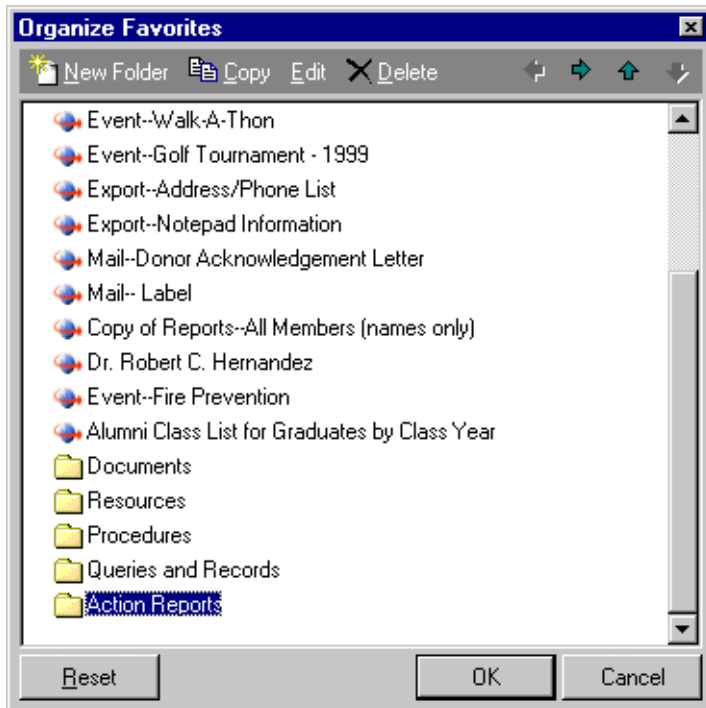 Organize Favorites
New Folder Copy Edit Delete
Event--Walk-A-Thon
Event--Golf Tournament - 1999
Export--Address/Phone List
Export--Notepad Information
Mail--Donor Acknowledgement Letter
Mail-- Label
Copy of Reports--All Members (names only)
Dr. Robert C. Hernandez
Event--Fire Prevention
Alumni Class List for Graduates by Class Year
Documents
Resources
Procedures
Queries and Records
Action Reports
Reset OK Cancel